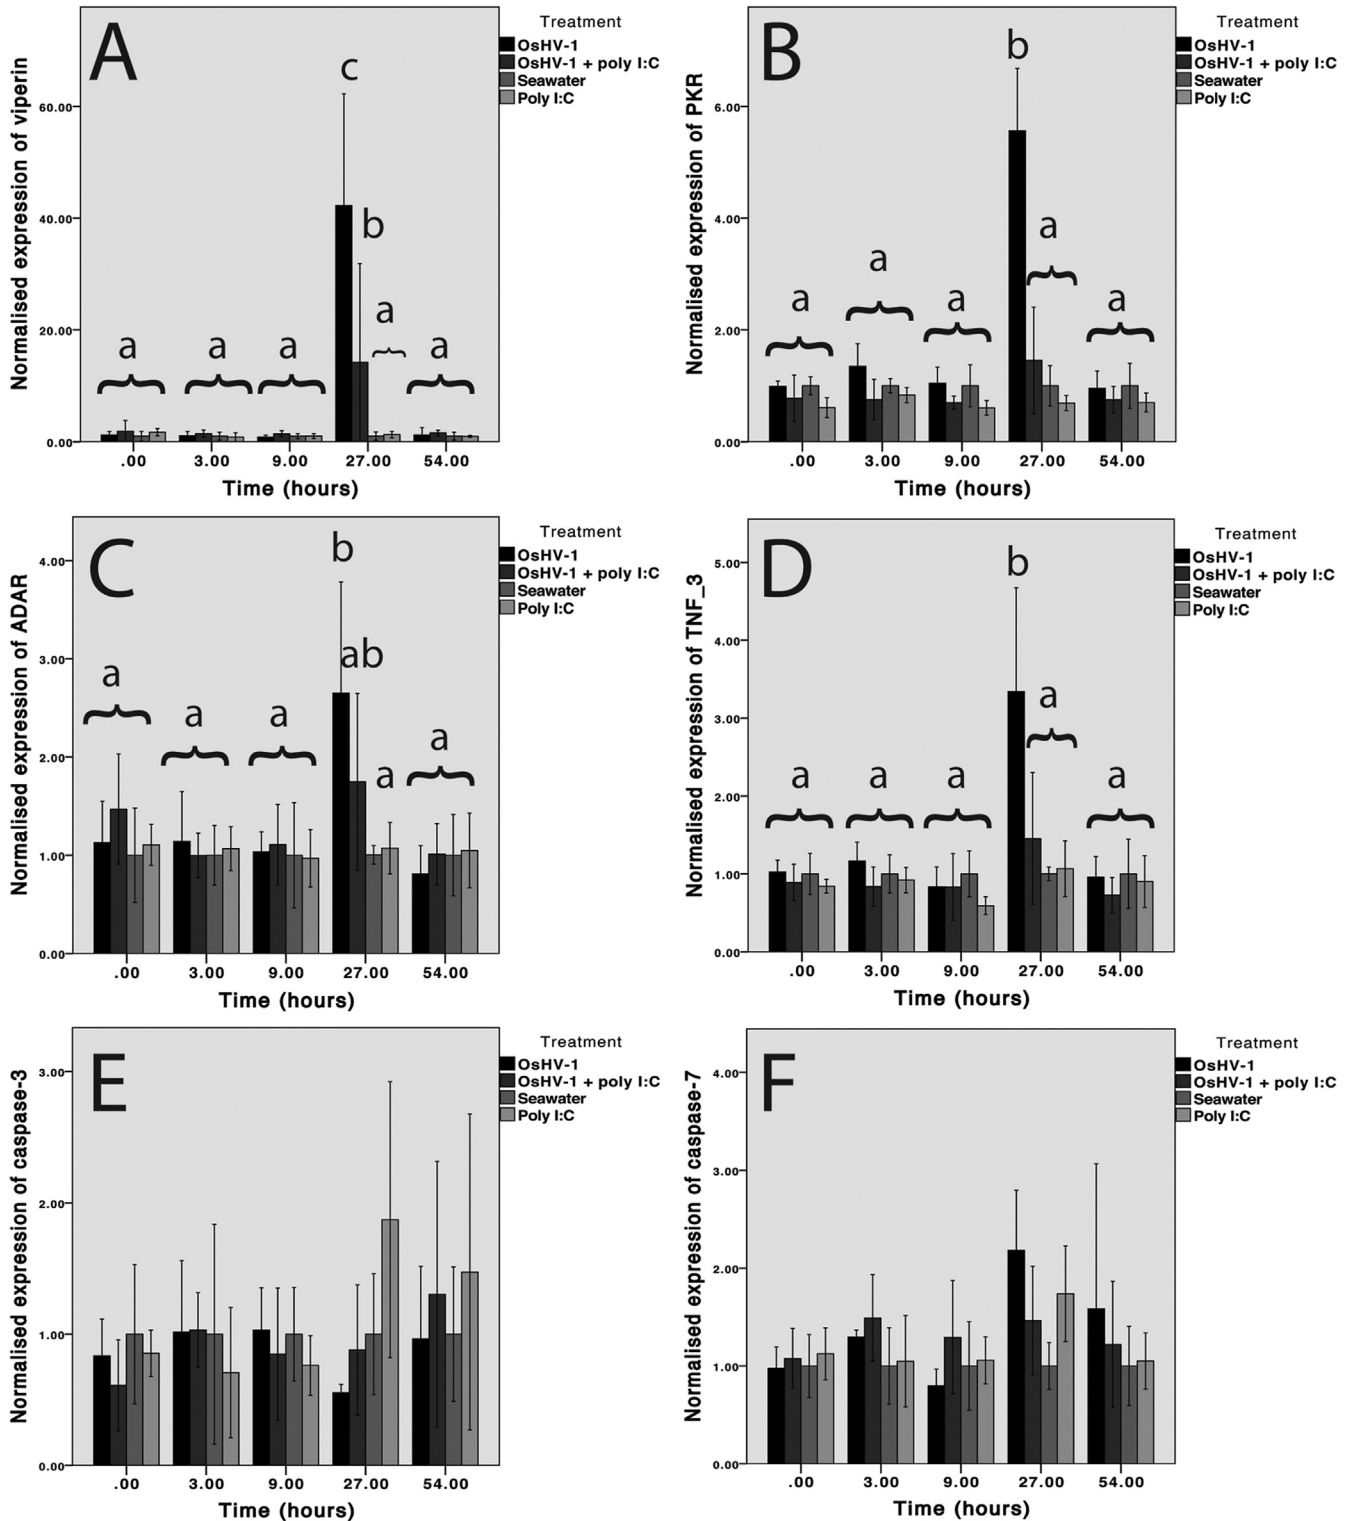 A
Normalised expression of viperin
60.00
40.00
20.00
0.00
c
b
a
a
a
a
a
.00 3.00 9.00 27.00 54.00
Time (hours)
Treatment
OsHV-1
OsHV-1 + poly I:C
Seawater
Poly I:C
B
Normalised expression of PKR
6.00
4.00
2.00
0.00
b
a
a
a
a
a
.00 3.00 9.00 27.00 54.00
Time (hours)
Treatment
OsHV-1
OsHV-1 + poly I:C
Seawater
Poly I:C
C
Normalised expression of ADAR
4.00
3.00
2.00
1.00
0.00
b
ab
a
a
a
a
a
.00 3.00 9.00 27.00 54.00
Time (hours)
Treatment
OsHV-1
OsHV-1 + poly I:C
Seawater
Poly I:C
D
Normalised expression of TNF_3
5.00
4.00
3.00
2.00
1.00
0.00
b
a
a
a
a
a
.00 3.00 9.00 27.00 54.00
Time (hours)
Treatment
OsHV-1
OsHV-1 + poly I:C
Seawater
Poly I:C
E
Normalised expression of caspase-3
3.00
2.00
1.00
0.00
.00 3.00 9.00 27.00 54.00
Time (hours)
Treatment
OsHV-1
OsHV-1 + poly I:C
Seawater
Poly I:C
F
Normalised expression of caspase-7
4.00
3.00
2.00
1.00
0.00
.00 3.00 9.00 27.00 54.00
Time (hours)
Treatment
OsHV-1
OsHV-1 + poly I:C
Seawater
Poly I:C